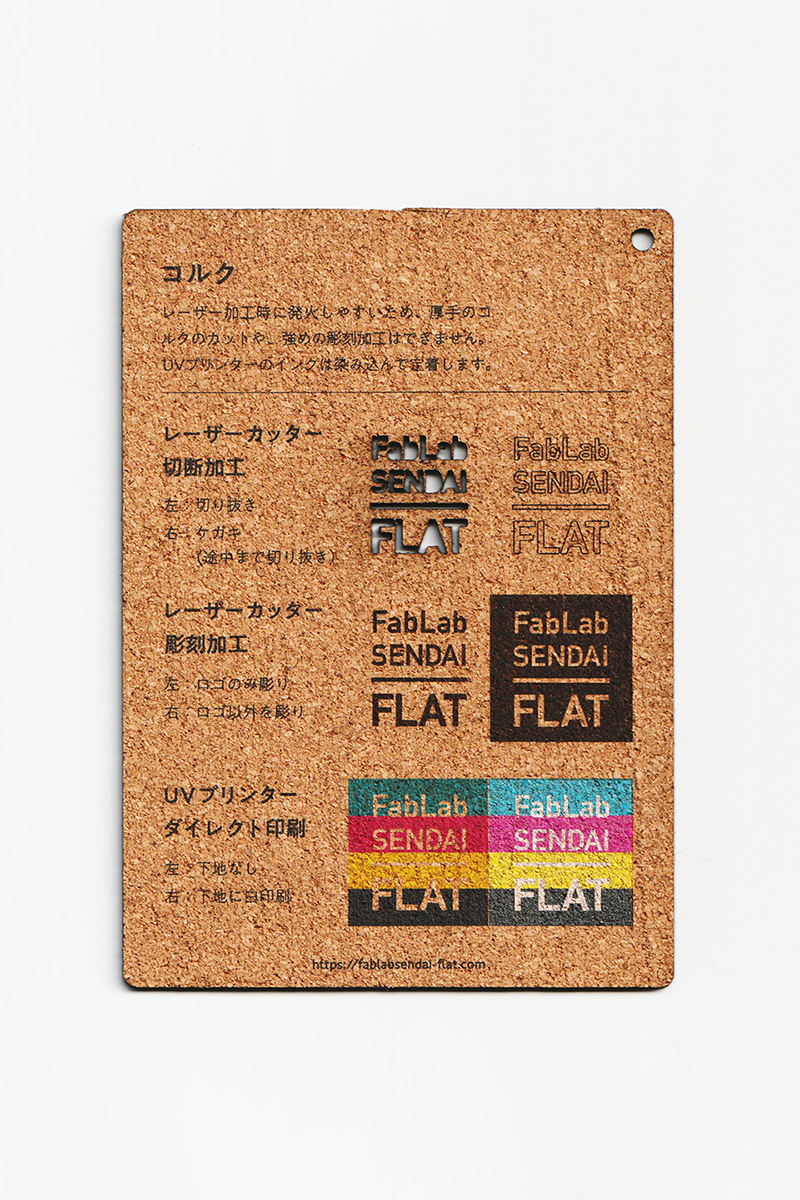 コルク
レーザー加工時に発火しやすいため、厚手のコ
ルクのカットや、強めの彫刻加工はできません。
UVプリンターのインクは染み込んで定着します。
レーザーカッター
切断加工
左：切り抜き
右：ケガキ
（途中まで切り抜き）
FabLab
SENDAI
FLAT
FabLab
SENDAI
FLAT
レーザーカッター
彫刻加工
左：ロゴのみ彫り
右：ロゴ以外を彫り
FabLab
SENDAI
FLAT
FabLab
SENDAI
FLAT
UVプリンター
ダイレクト印刷
左：下地なし
右：下地に白印刷
FabLab
SENDAI
FLAT
FabLab
SENDAI
FLAT
https://fablabsendai-flat.com